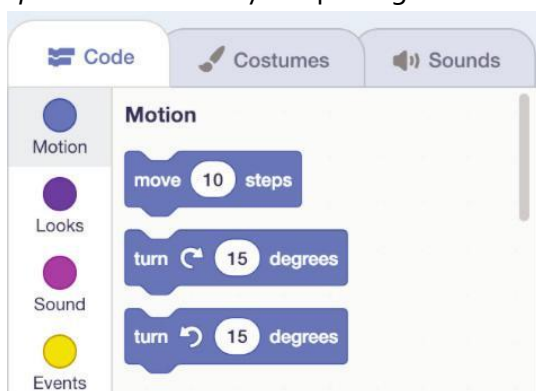 Code Costumes Sounds
Motion
Motion
move 10 steps
Looks
turn 15 degrees
Sound
turn 15 degrees
Events